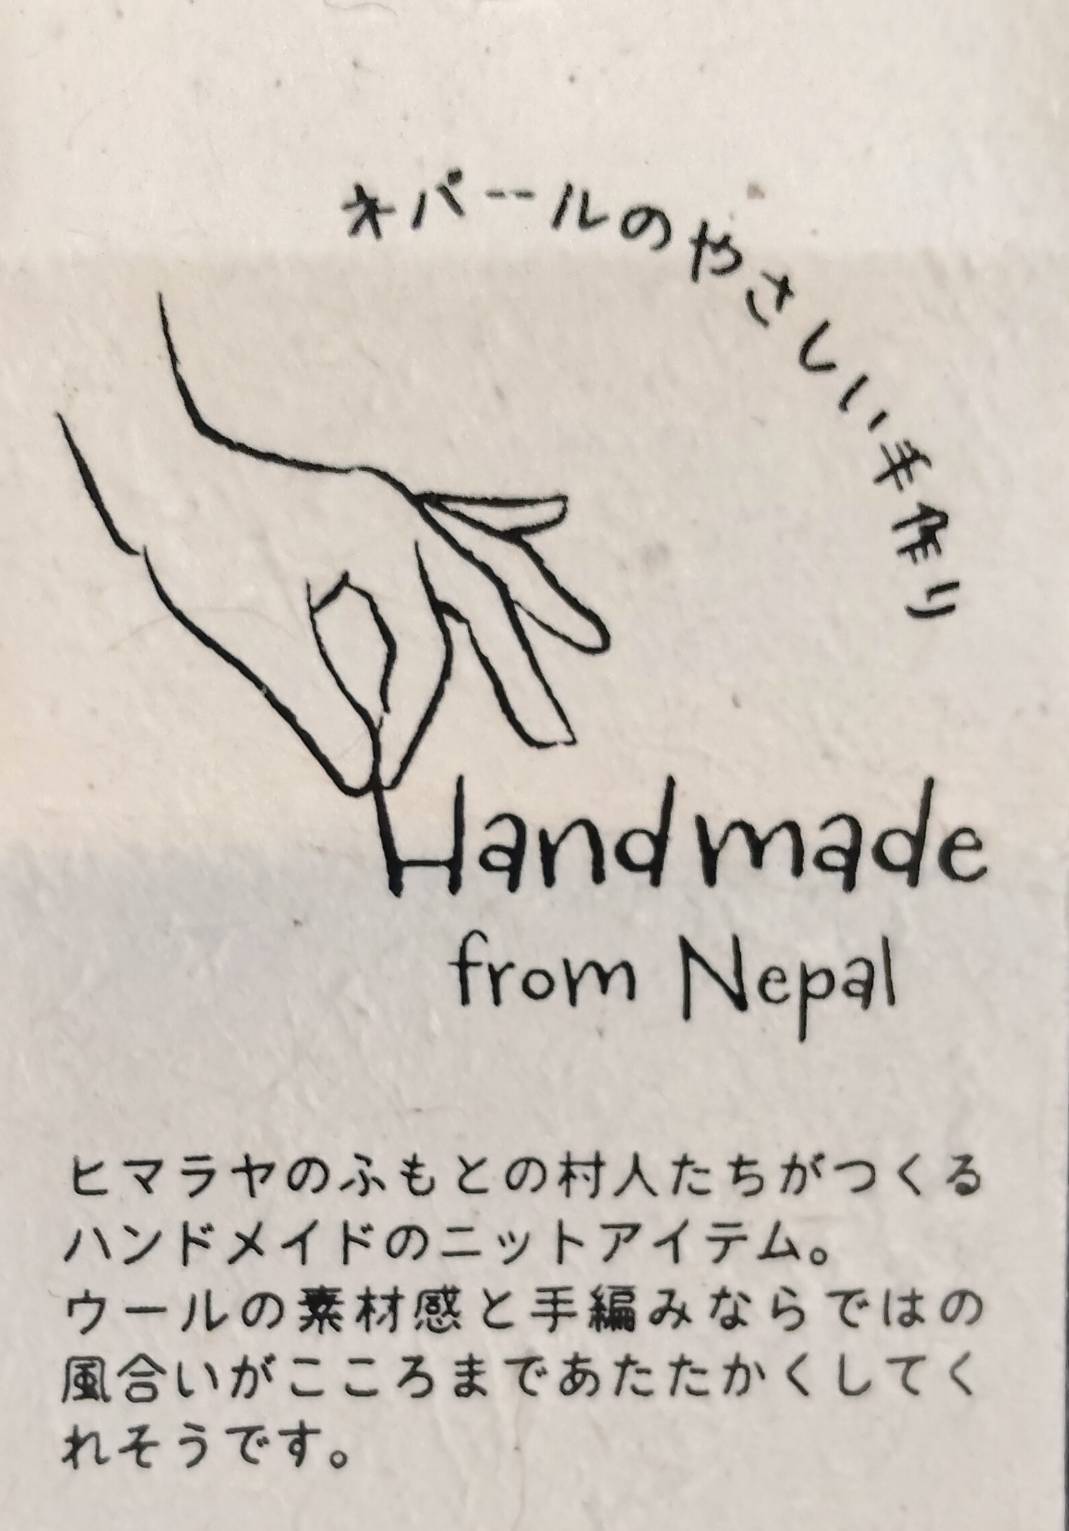 ネパールのやさしい手作り
Handmade
from Nepal
ヒマラヤのふもとの村人たちがつくる
ハンドメイドのニットアイテム。
ウールの素材感と手編みならではの
風合いがこころまであたたかくしてく
れそうです。